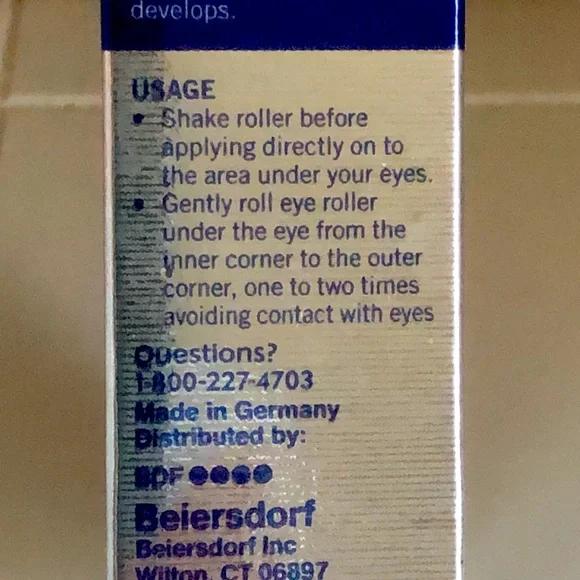 develops.
USAGE
• Shake roller before
applying directly on to
the area under your eyes.
• Gently roll eye roller
under the eye from the
inner corner to the outer
corner, one to two times
avoiding contact with eyes
Questions?
1-800-227-4703
Made in Germany
Distributed by:
BDF ●●●●
Beiersdorf
Beiersdorf Inc
Wilton, CT 06897